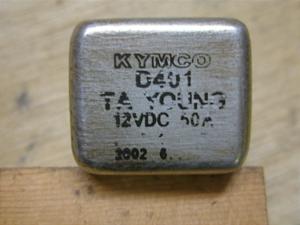 KYMCO
D401
TA YOUNG
12VDC 50A
2002 6.